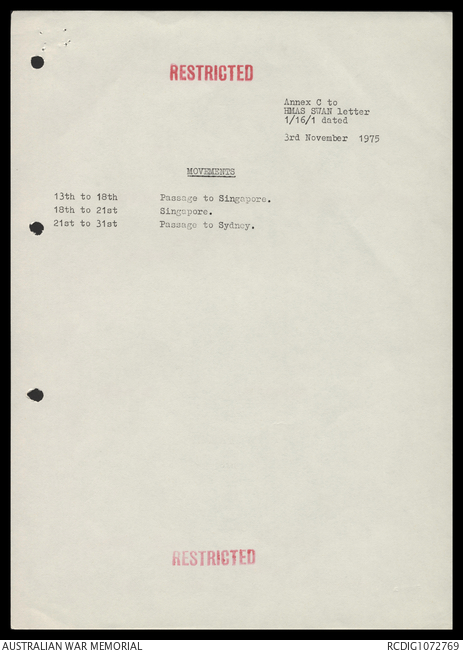 RESTRICTED
Annex C to
HMAS SWAN letter
1/16/1 dated
3rd November 1975
MOVEMENTS
13th to 18th Passage to Singapore.
18th to 21st Singapore.
21st to 31st Passage to Sydney.
RESTRICTED
AUSTRALIAN WAR MEMORIAL RCDIG1072769